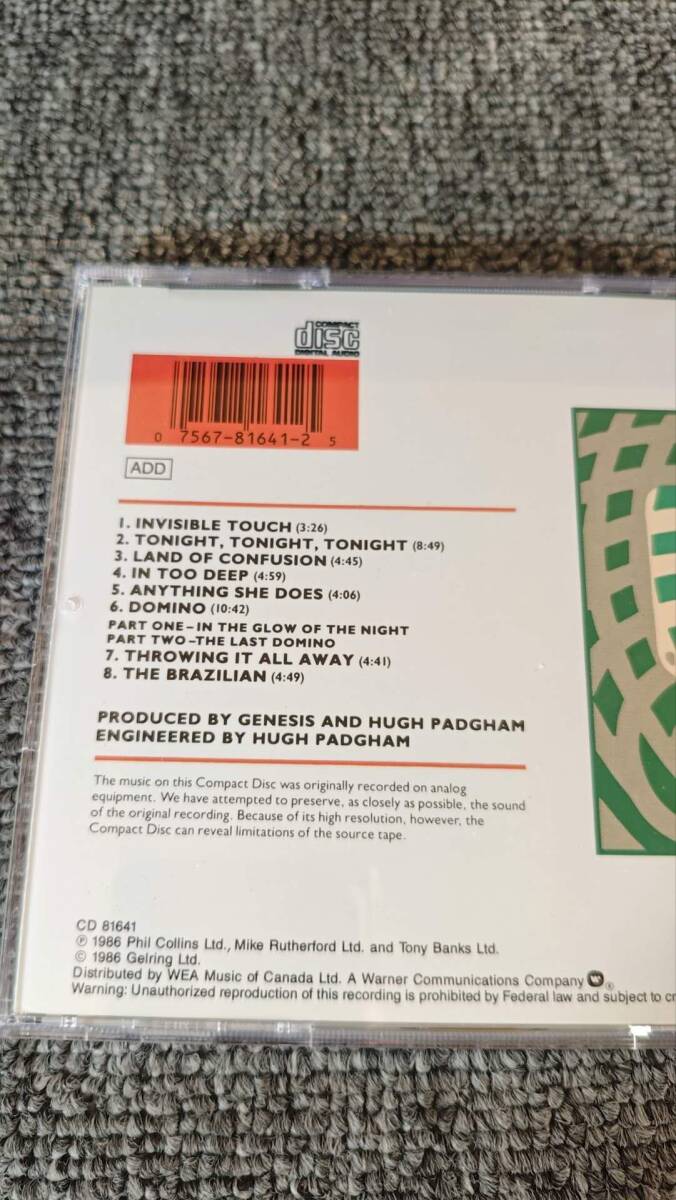 COMPACT
disc
DIGITAL AUDIO
0 7567-81641-2 5
ADD
1. INVISIBLE TOUCH (3:26)
2. TONIGHT, TONIGHT, TONIGHT (8:49)
3. LAND OF CONFUSION (4:45)
4. IN TOO DEEP (4:59)
5. ANYTHING SHE DOES (4:06)
6. DOMINO (10:42)
PART ONE–IN THE GLOW OF THE NIGHT
PART TWO–THE LAST DOMINO
7. THROWING IT ALL AWAY (4:41)
8. THE BRAZILIAN (4:49)
PRODUCED BY GENESIS AND HUGH PADGHAM
ENGINEERED BY HUGH PADGHAM
The music on this Compact Disc was originally recorded on analog
equipment. We have attempted to preserve, as closely as possible, the sound
of the original recording. Because of its high resolution, however, the
Compact Disc can reveal limitations of the source tape.
CD 81641
℗ 1986 Phil Collins Ltd., Mike Rutherford Ltd. and Tony Banks Ltd.
© 1986 Gelring Ltd.
Distributed by WEA Music of Canada Ltd. A Warner Communications Company ®
Warning: Unauthorized reproduction of this recording is prohibited by Federal law and subject to